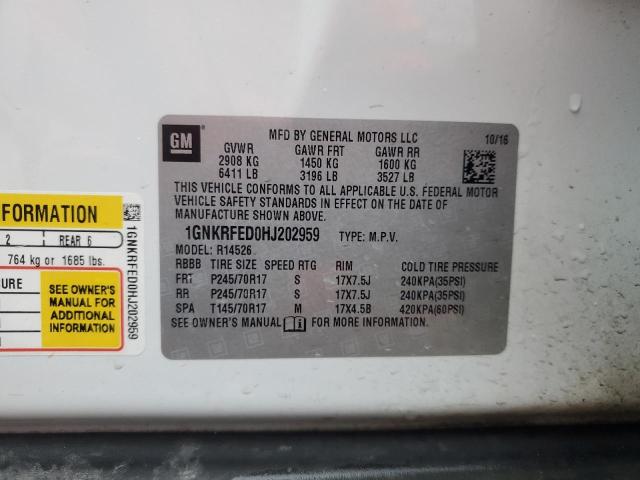 GM
MFD BY GENERAL MOTORS LLC
10/16
GVWR GAWR FRT GAWR RR
2908 KG 1450 KG 1600 KG
6411 LB 3196 LB 3527 LB
THIS VEHICLE CONFORMS TO ALL APPLICABLE U.S. FEDERAL MOTOR
VEHICLE SAFETY STANDARDS IN EFFECT ON THE DATE OF
MANUFACTURE SHOWN ABOVE.
1GNKRFED0HJ202959 TYPE: M.P.V.
MODEL: R14526
RBBB TIRE SIZE SPEED RTG RIM COLD TIRE PRESSURE
FRT P245/70R17 S 17X7.5J 240KPA(35PSI)
RR P245/70R17 S 17X7.5J 240KPA(35PSI)
SPA T145/70R17 M 17X4.5B 420KPA(60PSI)
SEE OWNER'S MANUAL FOR MORE INFORMATION.
FORMATION
2 REAR 6
764 kg or 1685 lbs.
SURE
SEE OWNER'S
MANUAL FOR
ADDITIONAL
INFORMATION
1GNKRFED0HJ202959